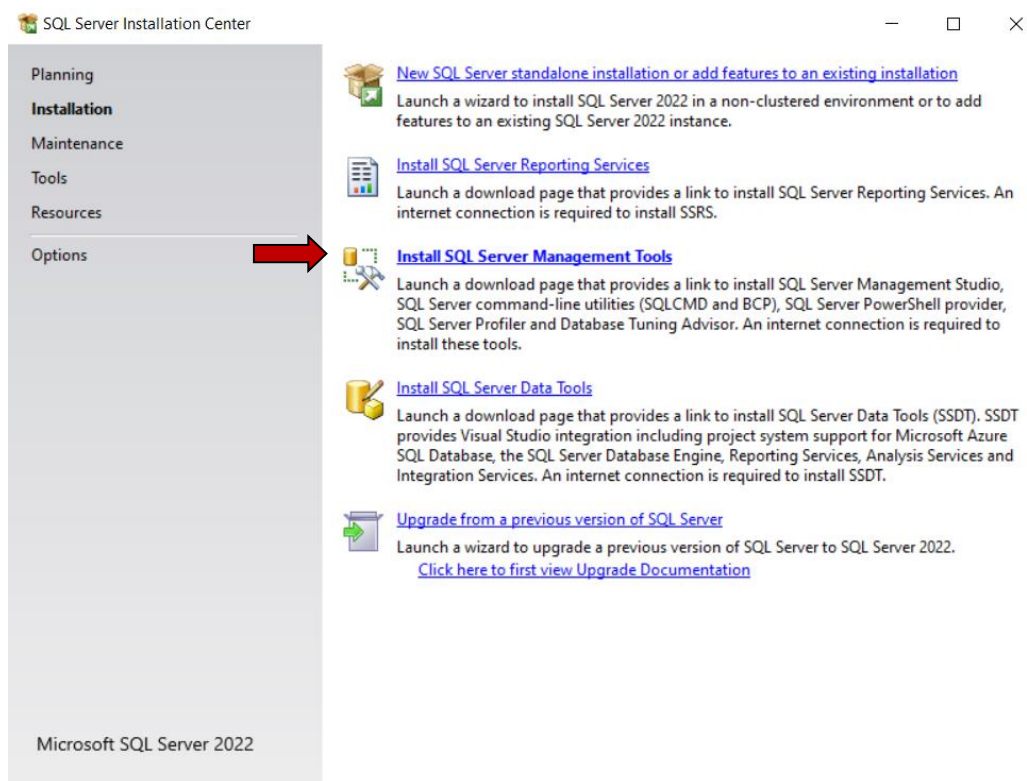 SQL Server Installation Center
Planning
Installation
Maintenance
Tools
Resources
Options
New SQL Server standalone installation or add features to an existing installation
Launch a wizard to install SQL Server 2022 in a non-clustered environment or to add
features to an existing SQL Server 2022 instance.
Install SQL Server Reporting Services
Launch a download page that provides a link to install SQL Server Reporting Services. An
internet connection is required to install SSRS.
Install SQL Server Management Tools
Launch a download page that provides a link to install SQL Server Management Studio,
SQL Server command-line utilities (SQLCMD and BCP), SQL Server PowerShell provider,
SQL Server Profiler and Database Tuning Advisor. An internet connection is required to
install these tools.
Install SQL Server Data Tools
Launch a download page that provides a link to install SQL Server Data Tools (SSDT). SSDT
provides Visual Studio integration including project system support for Microsoft Azure
SQL Database, the SQL Server Database Engine, Reporting Services, Analysis Services and
Integration Services. An internet connection is required to install SSDT.
Upgrade from a previous version of SQL Server
Launch a wizard to upgrade a previous version of SQL Server to SQL Server 2022.
Click here to first view Upgrade Documentation
Microsoft SQL Server 2022